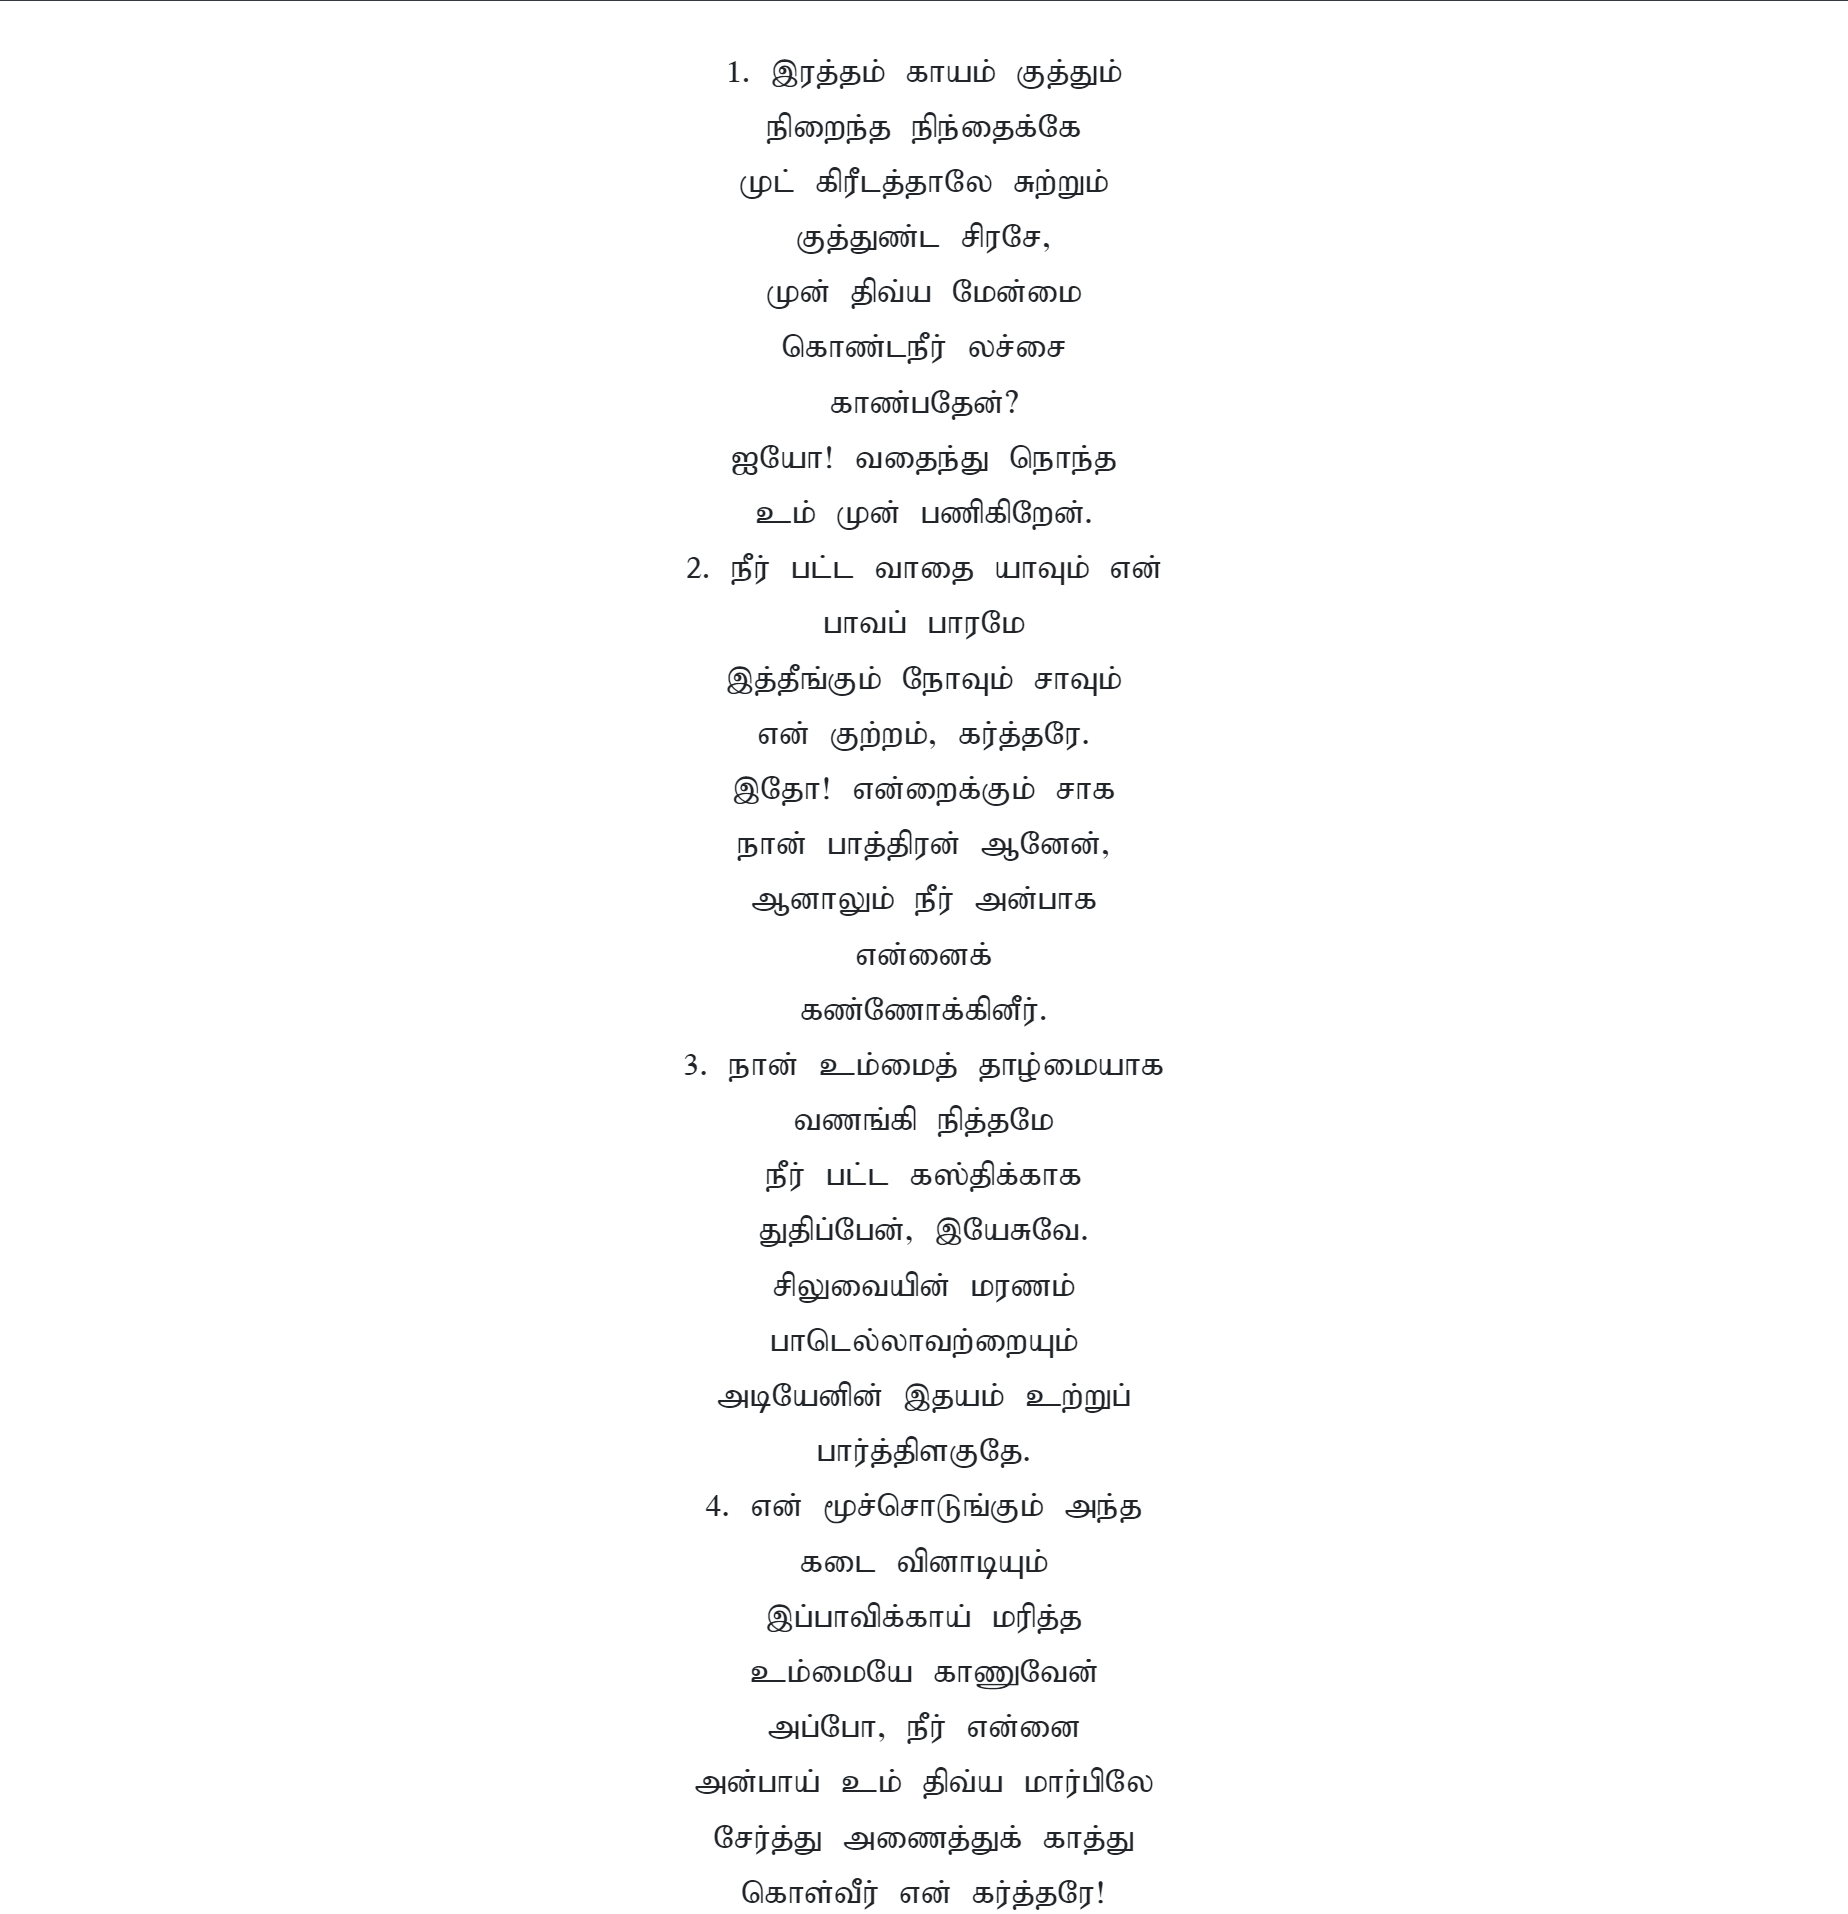 1. இரத்தம் காயம் குத்தும்
நிறைந்த நிந்தைக்கே
முட் கிரீடத்தாலே சுற்றும்
குத்துண்ட சிரசே,
முன் திவ்ய மேன்மை
கொண்டநீர் லச்சை
காண்பதேன்?
ஐயோ! வதைந்து நொந்த
உம் முன் பணிகிறேன்.
2. நீர் பட்ட வாதை யாவும் என்
பாவப் பாரமே
இத்தீங்கும் நோவும் சாவும்
என் குற்றம், கர்த்தரே.
இதோ! என்றைக்கும் சாக
நான் பாத்திரன் ஆனேன்,
ஆனாலும் நீர் அன்பாக
என்னைக்
கண்ணோக்கினீர்.
3. நான் உம்மைத் தாழ்மையாக
வணங்கி நித்தமே
நீர் பட்ட கஸ்திக்காக
துதிப்பேன், இயேசுவே.
சிலுவையின் மரணம்
பாடெல்லாவற்றையும்
அடியேனின் இதயம் உற்றுப்
பார்த்திளகுதே.
4. என் மூச்சொடுங்கும் அந்த
கடை வினாடியும்
இப்பாவிக்காய் மரித்த
உம்மையே காணுவேன்
அப்போ, நீர் என்னை
அன்பாய் உம் திவ்ய மார்பிலே
சேர்த்து அணைத்துக் காத்து
கொள்வீர் என் கர்த்தரே!